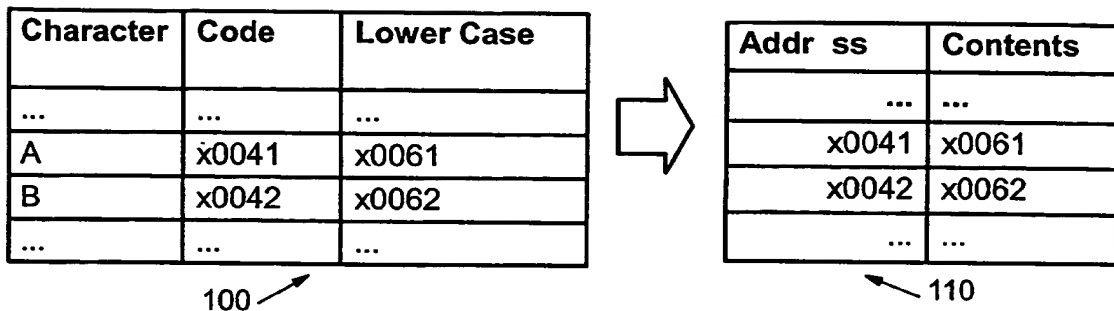 Character Code Lower Case
... ... ...
A x0041 x0061
B x0042 x0062
... ... ...
100
Addr ss Contents
... ...
x0041 x0061
x0042 x0062
... ...
110